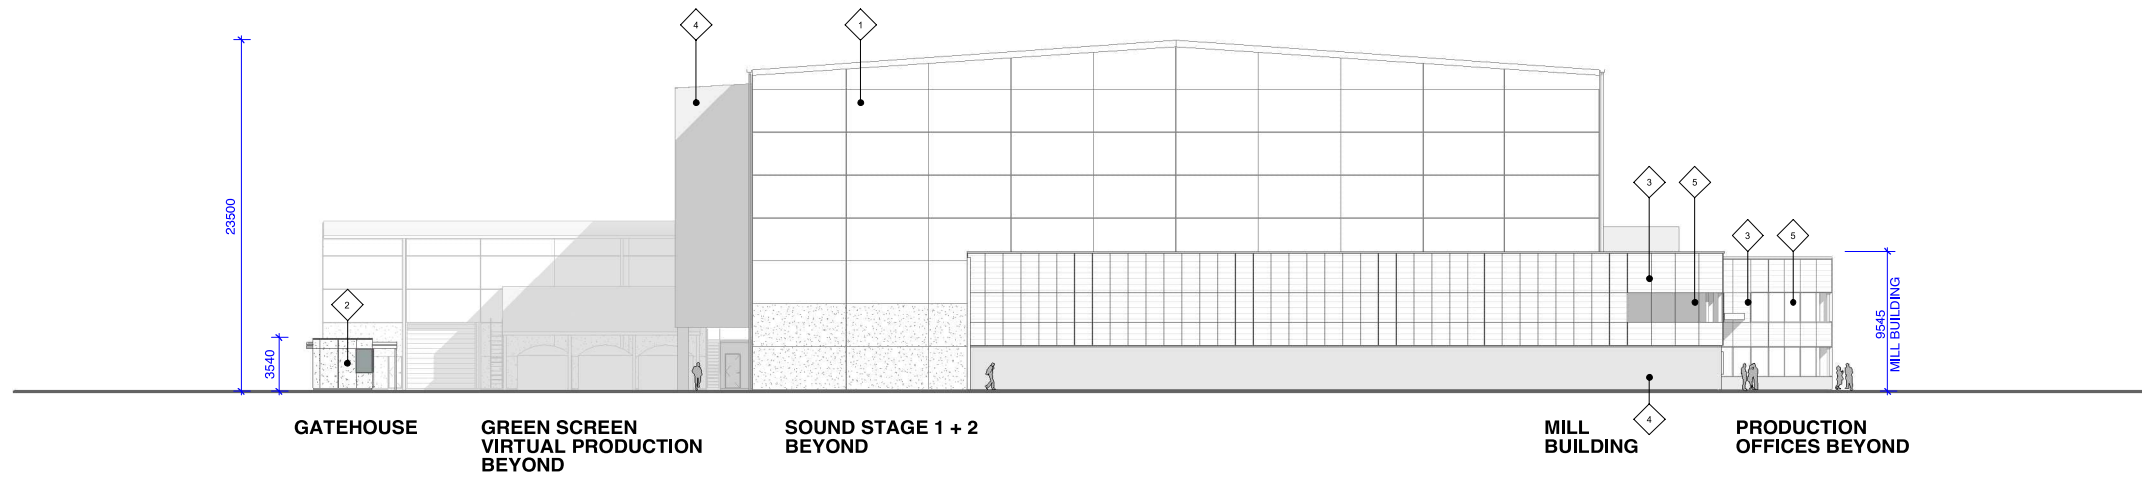 4
1
3
5
3
5
2
23500
3540
9545
MILL BUILDING
4
GATEHOUSE
GREEN SCREEN
VIRTUAL PRODUCTION
BEYOND
SOUND STAGE 1 + 2
BEYOND
MILL
BUILDING
PRODUCTION
OFFICES BEYOND